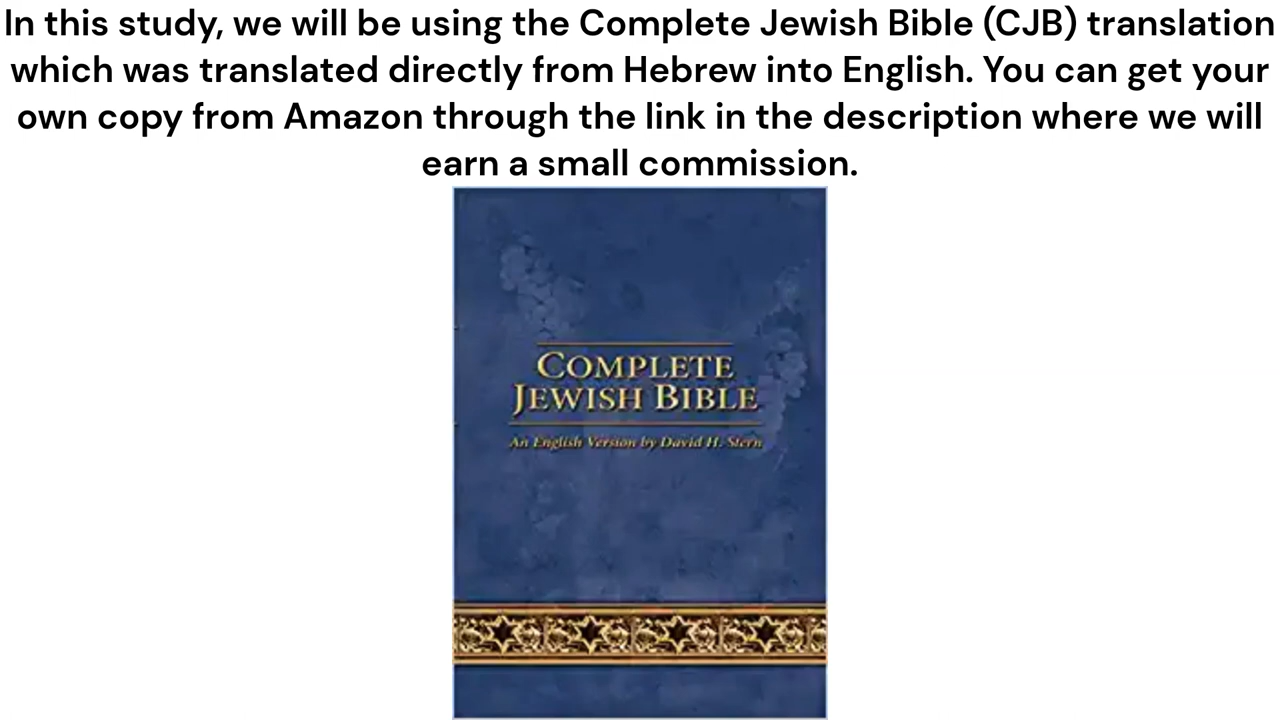 In this study, we will be using the Complete Jewish Bible (CJB) translation
which was translated directly from Hebrew into English. You can get your
own copy from Amazon through the link in the description where we will
earn a small commission.
COMPLETE
JEWISH BIBLE
An English Version by David H. Stern